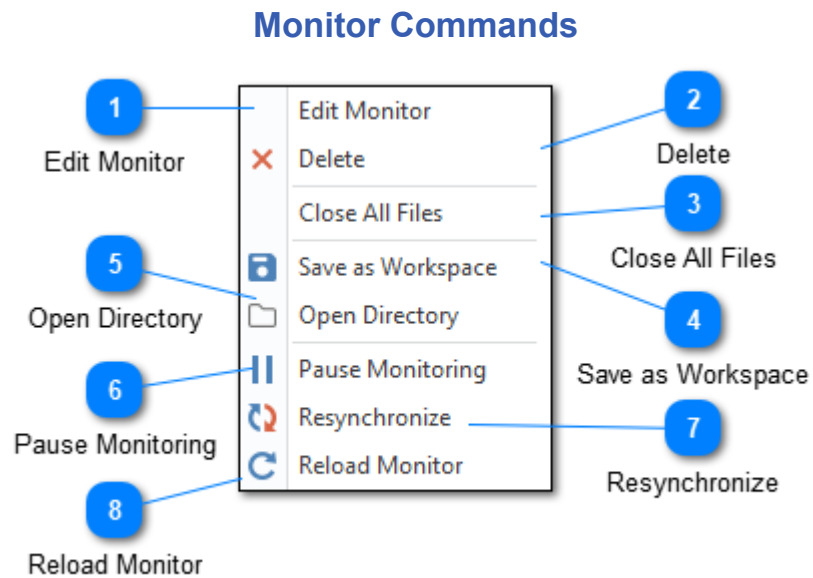 Monitor Commands
1
Edit Monitor
2
Delete
3
Close All Files
4
Save as Workspace
5
Open Directory
6
Pause Monitoring
7
Resynchronize
8
Reload Monitor
Edit Monitor
Delete
Close All Files
Save as Workspace
Open Directory
Pause Monitoring
Resynchronize
Reload Monitor